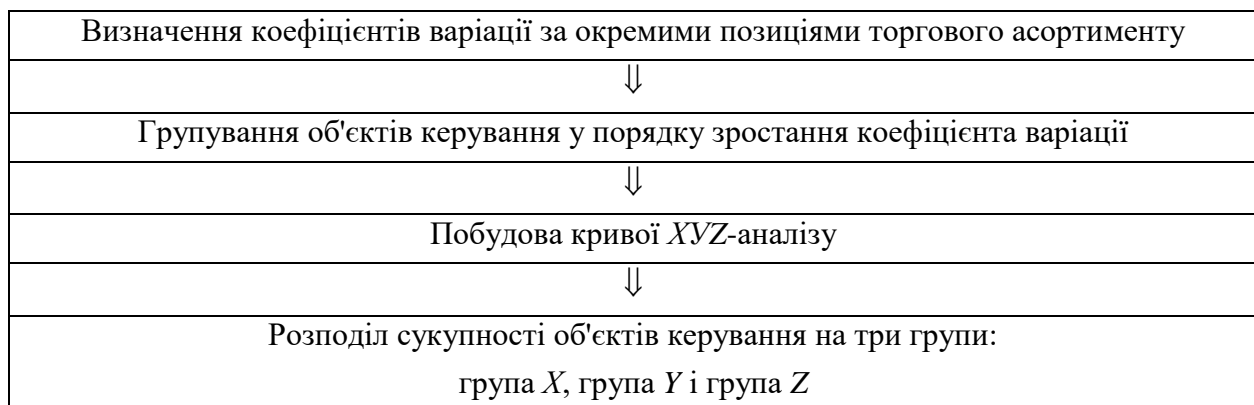 Визначення коефіцієнтів варіації за окремими позиціями торгового асортименту
⇓
Групування об'єктів керування у порядку зростання коефіцієнта варіації
⇓
Побудова кривої XУZ-аналізу
⇓
Розподіл сукупності об'єктів керування на три групи:
група X, група Y і група Z